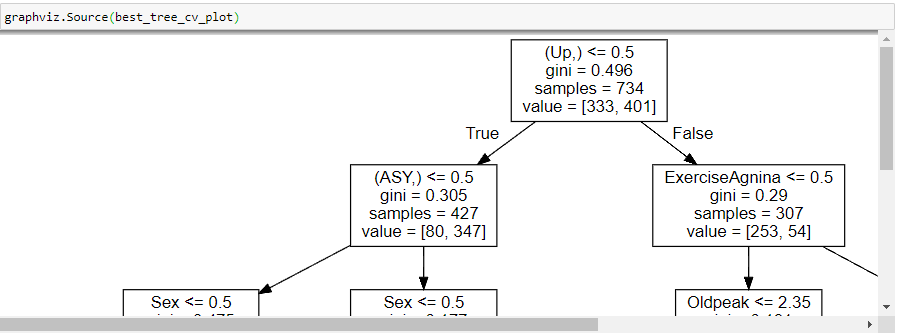 graphviz.Source(best_tree_cv_plot)
(Up,) <= 0.5
gini = 0.496
samples = 734
value = [333, 401]
True
False
(ASY,) <= 0.5
gini = 0.305
samples = 427
value = [80, 347]
ExerciseAgnina <= 0.5
gini = 0.29
samples = 307
value = [253, 54]
Sex <= 0.5
Sex <= 0.5
Oldpeak <= 2.35